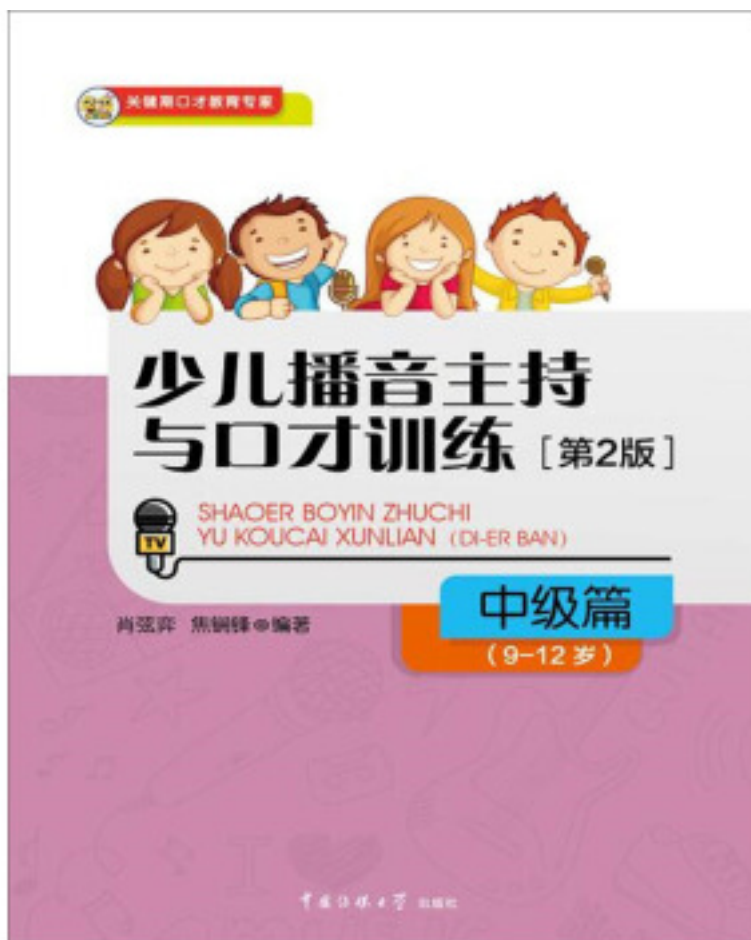 关键期口才教育专家
少儿播音主持
与口才训练［第2版］
TV
SHAOER BOYIN ZHUCHI
YU KOUCAI XUNLIAN（DI-ER BAN）
中级篇
（9-12岁）
肖弦弈 焦锎锋 编著
中国传媒大学 出版社